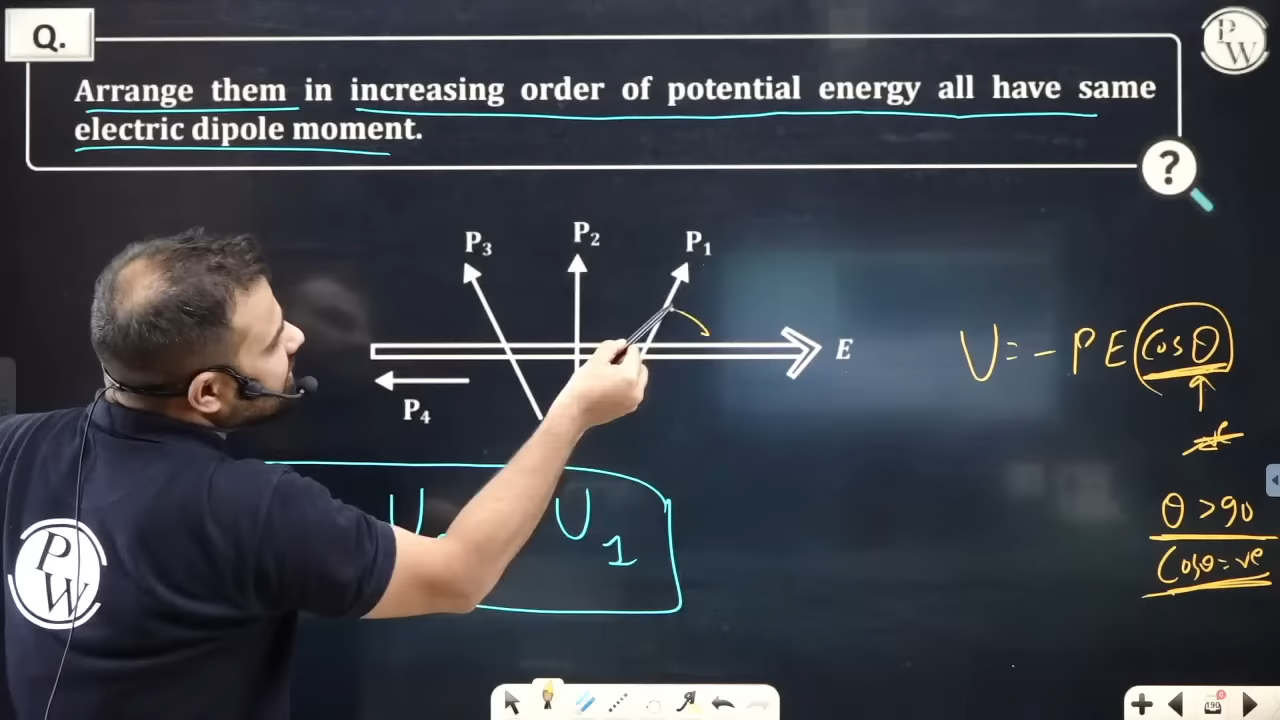 Q.
Arrange them in increasing order of potential energy all have same
electric dipole moment.
?
P W
P₃
P₂
P₁
E
P₄
U = - P E Cos θ
θ > 90
Cosθ = -ve
U
U₁
P W
190